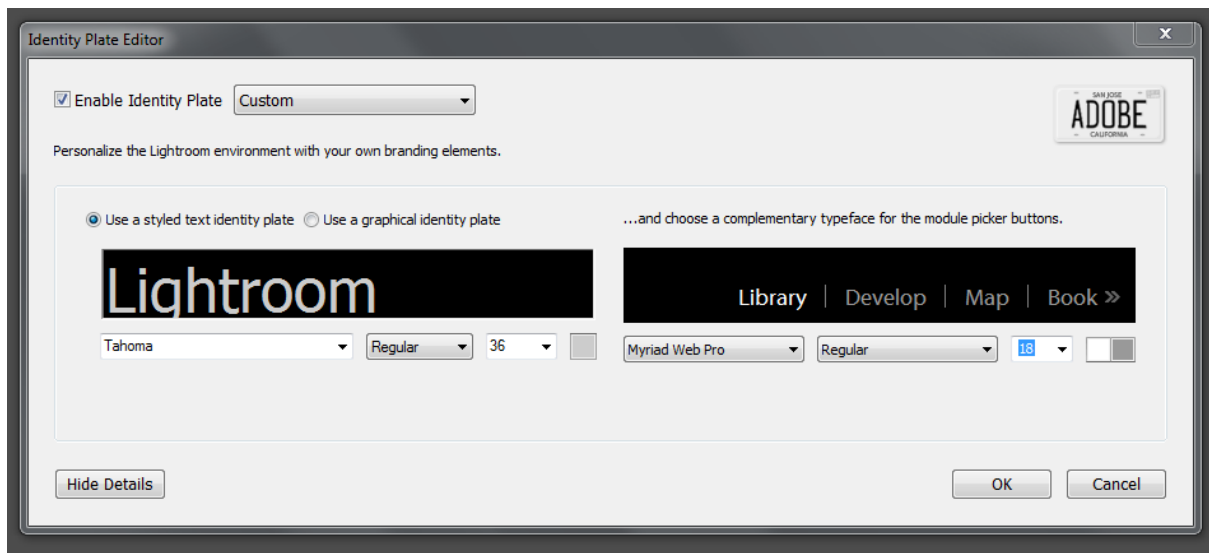 Identity Plate Editor
x
Enable Identity Plate Custom
SAN JOSE
ADOBE
CALIFORNIA
Personalize the Lightroom environment with your own branding elements.
Use a styled text identity plate Use a graphical identity plate
...and choose a complementary typeface for the module picker buttons.
Lightroom
Library | Develop | Map | Book »
Tahoma Regular 36
Myriad Web Pro Regular 18
Hide Details OK Cancel